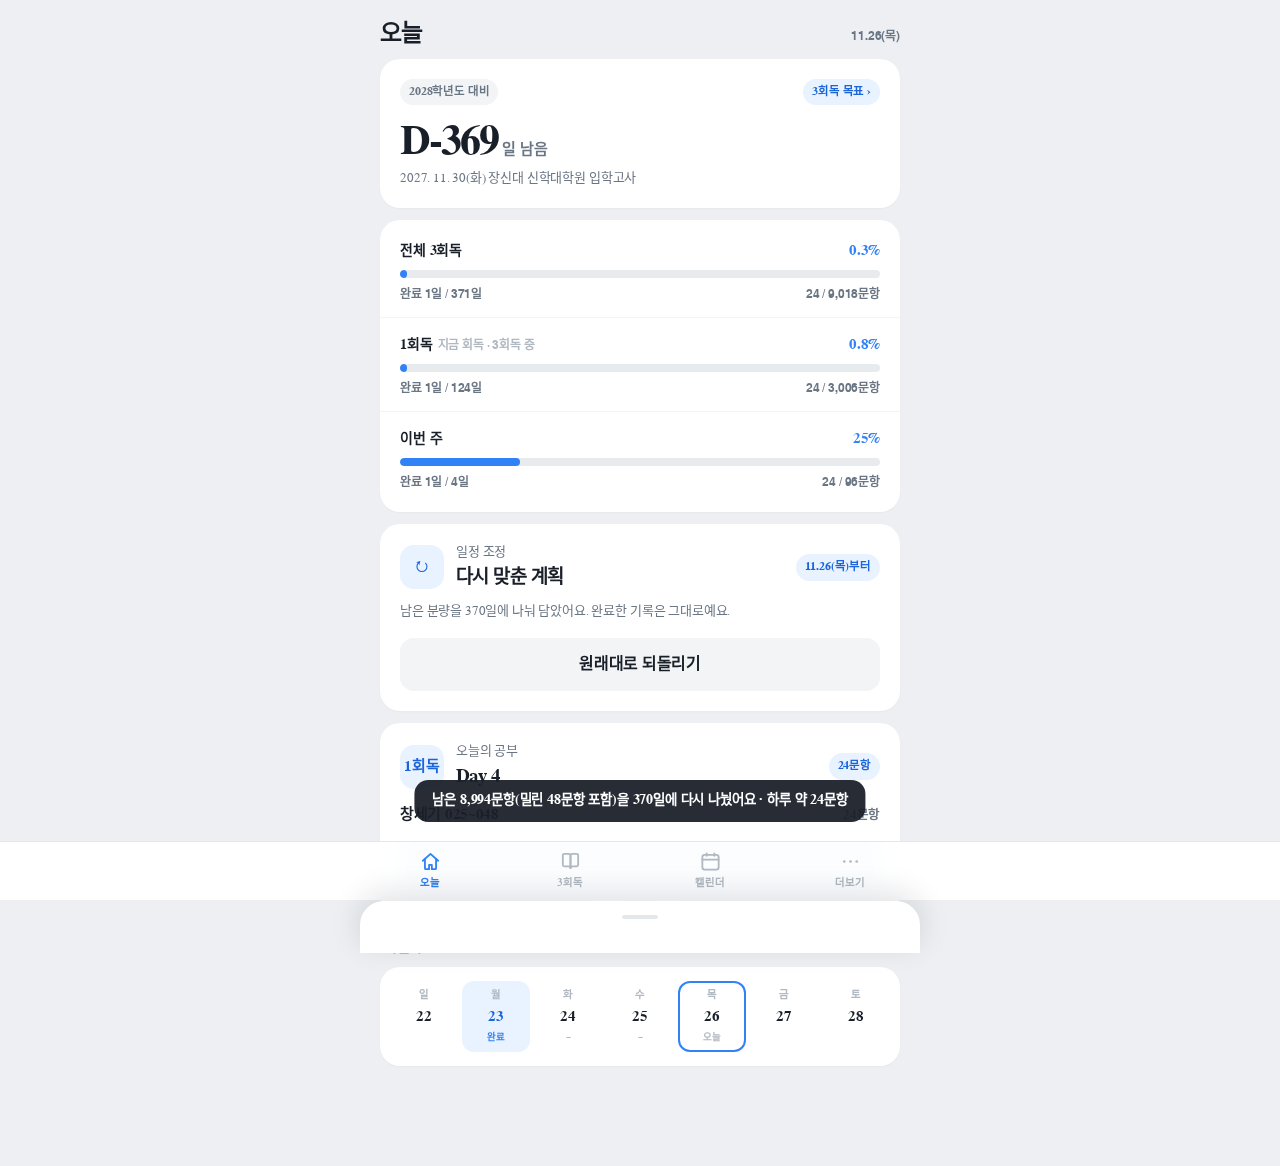 오늘
11.26(목)
2028학년도 대비
3회독 목표 ›
D-369일 남음
2027. 11. 30(화) 장신대 신학대학원 입학고사
전체 3회독
0.3%
완료 1일 / 371일
24 / 9,018문항
1회독 지금 회독 · 3회독 중
0.8%
완료 1일 / 124일
24 / 3,006문항
이번 주
25%
완료 1일 / 4일
24 / 96문항
일정 조정
다시 맞춘 계획
11.26(목)부터
남은 분량을 370일에 나눠 담았어요. 완료한 기록은 그대로예요.
원래대로 되돌리기
1회독
오늘의 공부
Day 4
24문항
남은 8,994문항(밀린 48문항 포함)을 370일에 다시 나눴어요 · 하루 약 24문항
창세기 025–048
오늘
3회독
캘린더
더보기
일 월 화 수 목 금 토
22 23 24 25 26 27 28
완료 – – 오늘